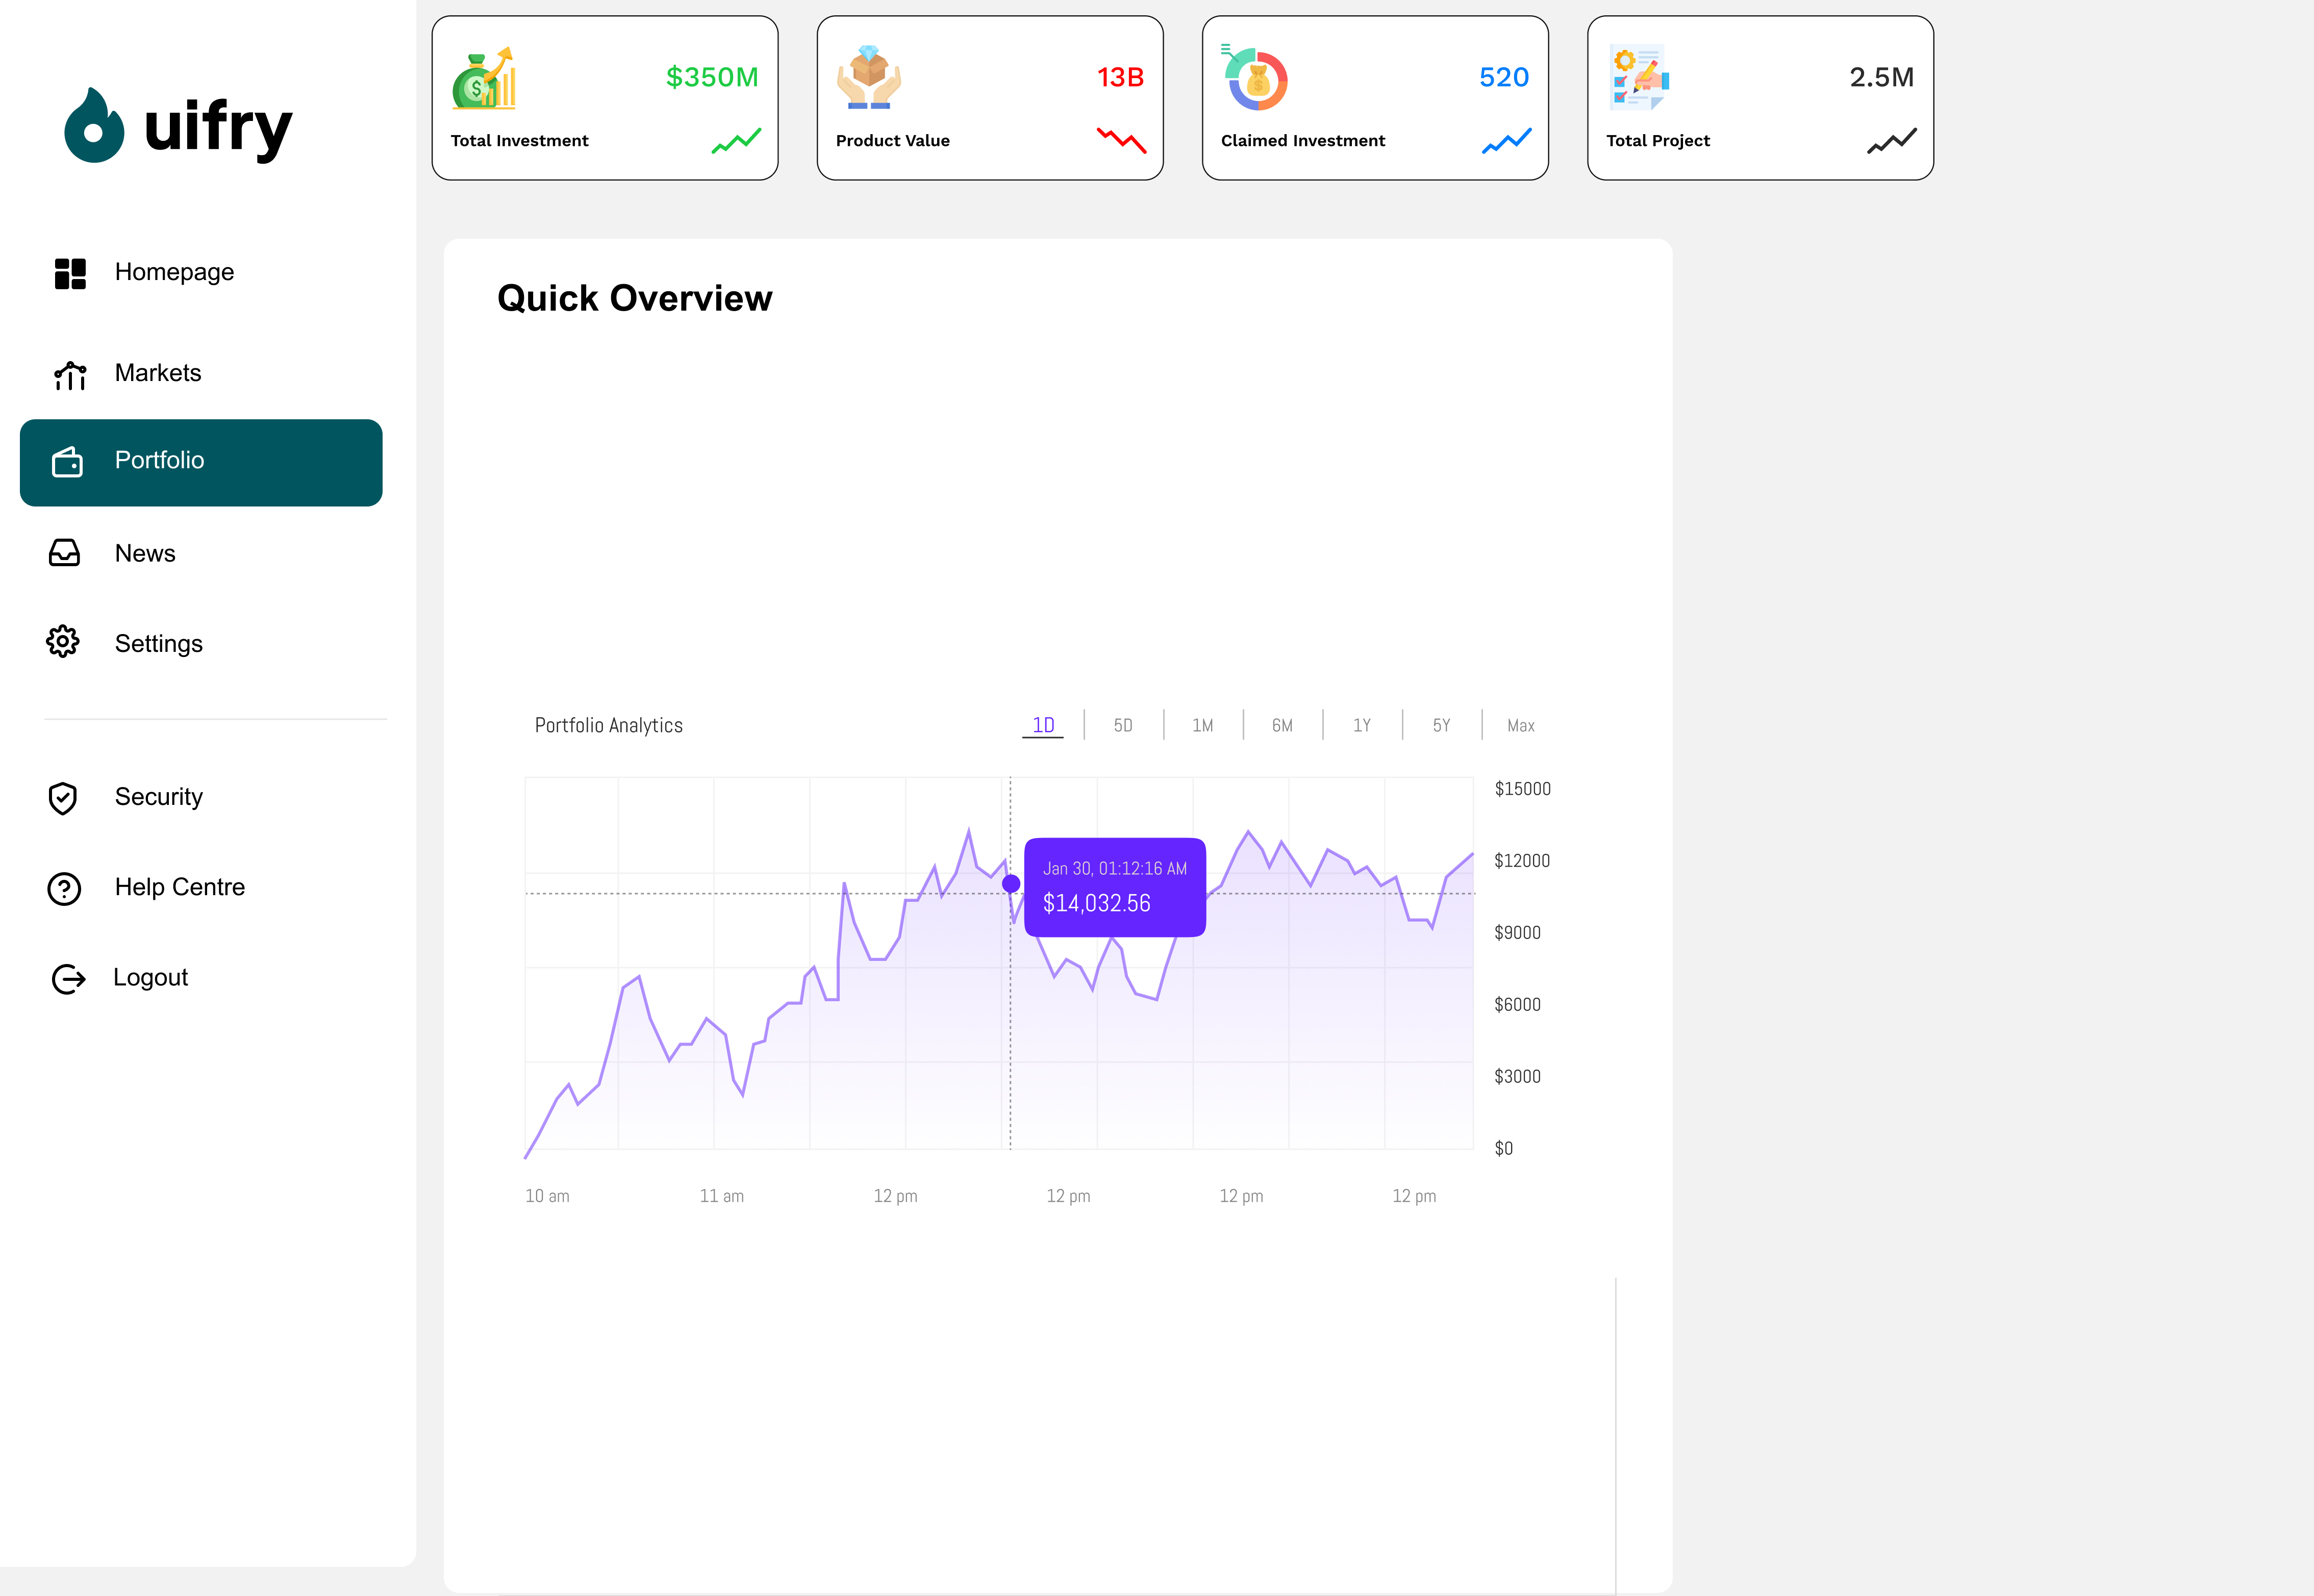 uifry
Homepage
Markets
Portfolio
News
Settings
Security
Help Centre
Logout
$350M
Total Investment
13B
Product Value
520
Claimed Investment
2.5M
Total Project
Quick Overview
Portfolio Analytics
1D 5D 1M 6M 1Y 5Y Max
Jan 30, 01:12:16 AM
$14,032.56
$15000
$12000
$9000
$6000
$3000
$0
10 am 11 am 12 pm 12 pm 12 pm 12 pm